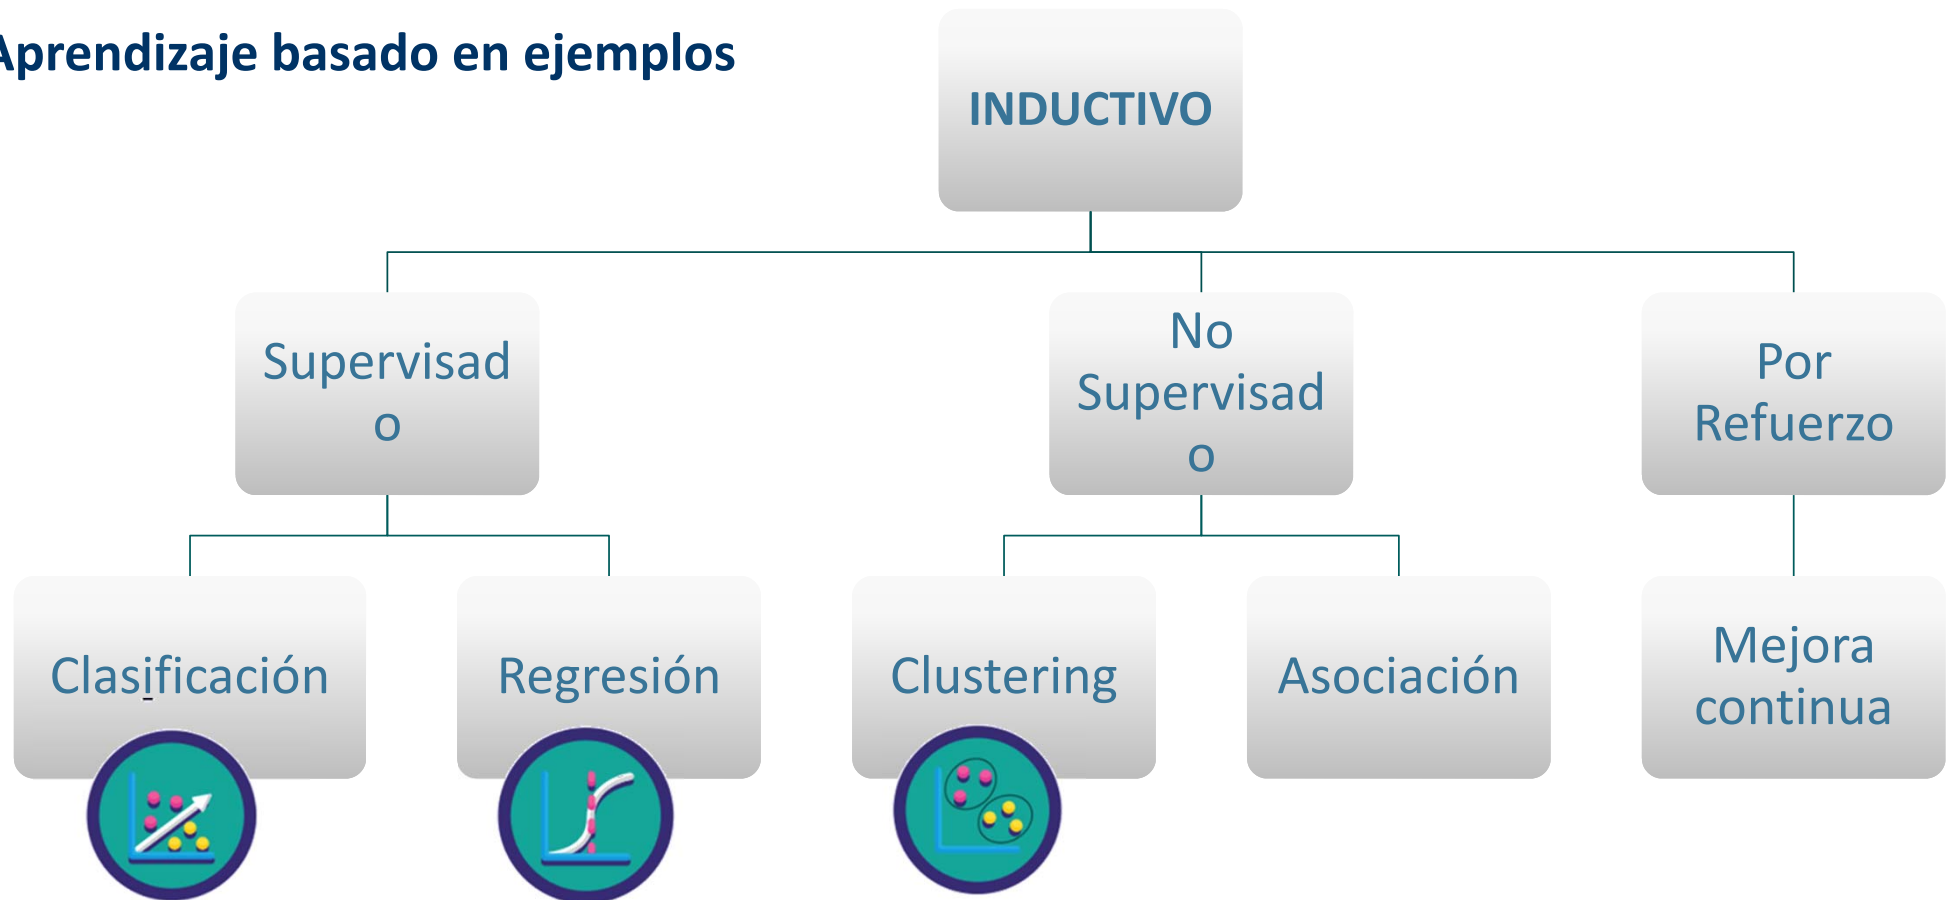 Aprendizaje basado en ejemplos
INDUCTIVO
Supervisad
o
No
Supervisad
o
Por
Refuerzo
Clasificación
Regresión
Clustering
Asociación
Mejora
continua